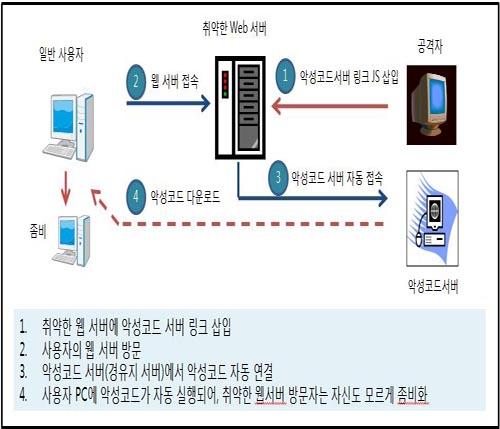 취약한 Web 서버
일반 사용자
공격자
2 웹 서버 접속
1 악성코드서버 링크 JS 삽입
3 악성코드 서버 자동 접속
4 악성코드 다운로드
좀비
악성코드서버
1. 취약한 웹 서버에 악성코드 서버 링크 삽입
2. 사용자의 웹 서버 방문
3. 악성코드 서버(경유지 서버)에서 악성코드 자동 연결
4. 사용자 PC에 악성코드가 자동 실행되어, 취약한 웹서버 방문자는 자신도 모르게 좀비화